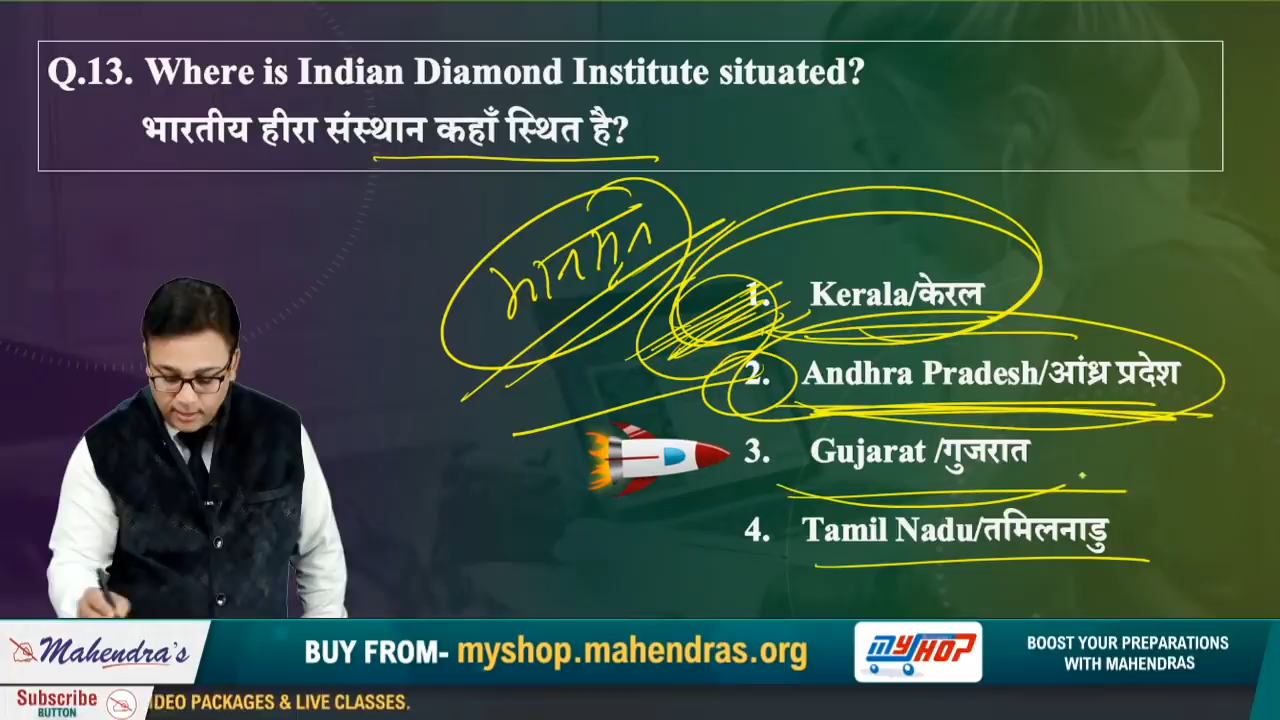 Q.13. Where is Indian Diamond Institute situated?
भारतीय हीरा संस्थान कहाँ स्थित है?
मानसून
1. Kerala/केरल
2. Andhra Pradesh/आंध्र प्रदेश
3. Gujarat /गुजरात
4. Tamil Nadu/तमिलनाडु
Mahendra's
BUY FROM- myshop.mahendras.org
MYSHOP
BOOST YOUR PREPARATIONS
WITH MAHENDRAS
Subscribe
BUTTON
IDEO PACKAGES & LIVE CLASSES.